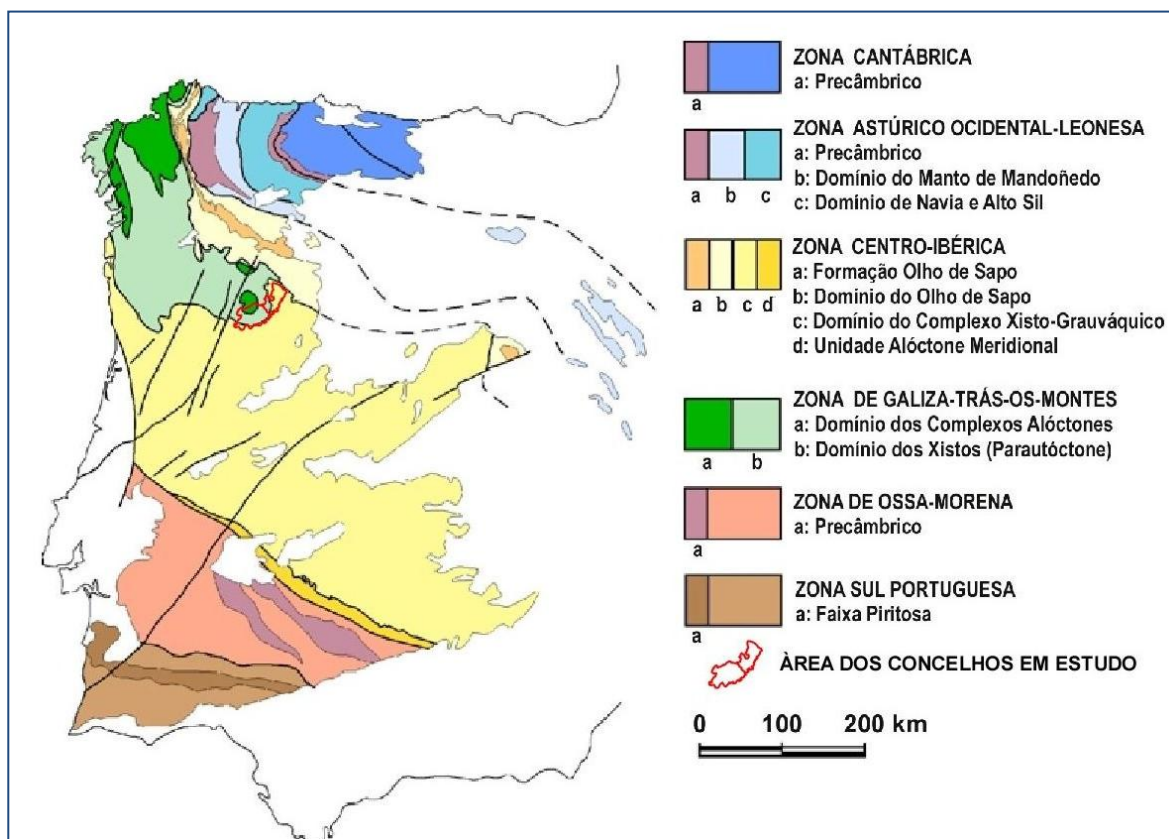 ZONA CANTÁBRICA
a: Precâmbrico
a
ZONA ASTÚRICO OCIDENTAL-LEONESA
a: Precâmbrico
b: Domínio do Manto de Mandoñedo
c: Domínio de Navia e Alto Sil
a b c
ZONA CENTRO-IBÉRICA
a: Formação Olho de Sapo
b: Domínio do Olho de Sapo
c: Domínio do Complexo Xisto-Grauváquico
d: Unidade Alóctone Meridional
a b c d
ZONA DE GALIZA-TRÁS-OS-MONTES
a: Domínio dos Complexos Alóctones
b: Domínio dos Xistos (Parautóctone)
a b
ZONA DE OSSA-MORENA
a: Precâmbrico
a
ZONA SUL PORTUGUESA
a: Faixa Piritosa
a
ÀREA DOS CONCELHOS EM ESTUDO
0 100 200 km